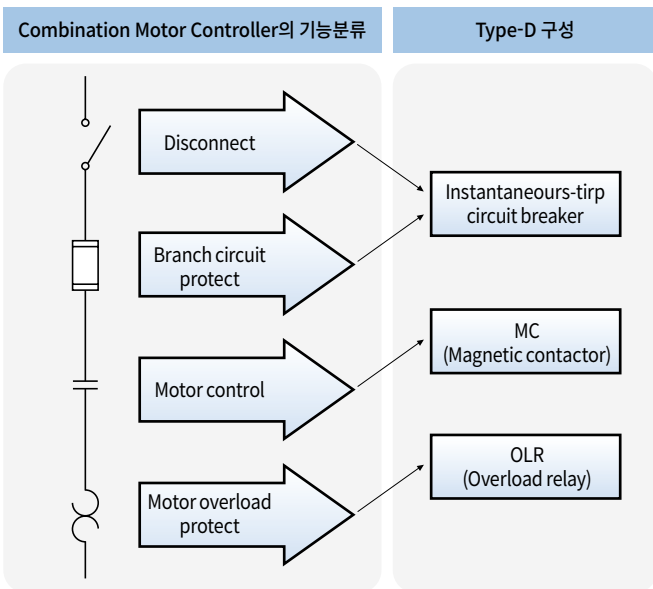 Combination Motor Controller의 기능분류
Type-D 구성
Disconnect
Instantaneours-tirp
circuit breaker
Branch circuit
protect
MC
(Magnetic contactor)
Motor control
OLR
(Overload relay)
Motor overload
protect